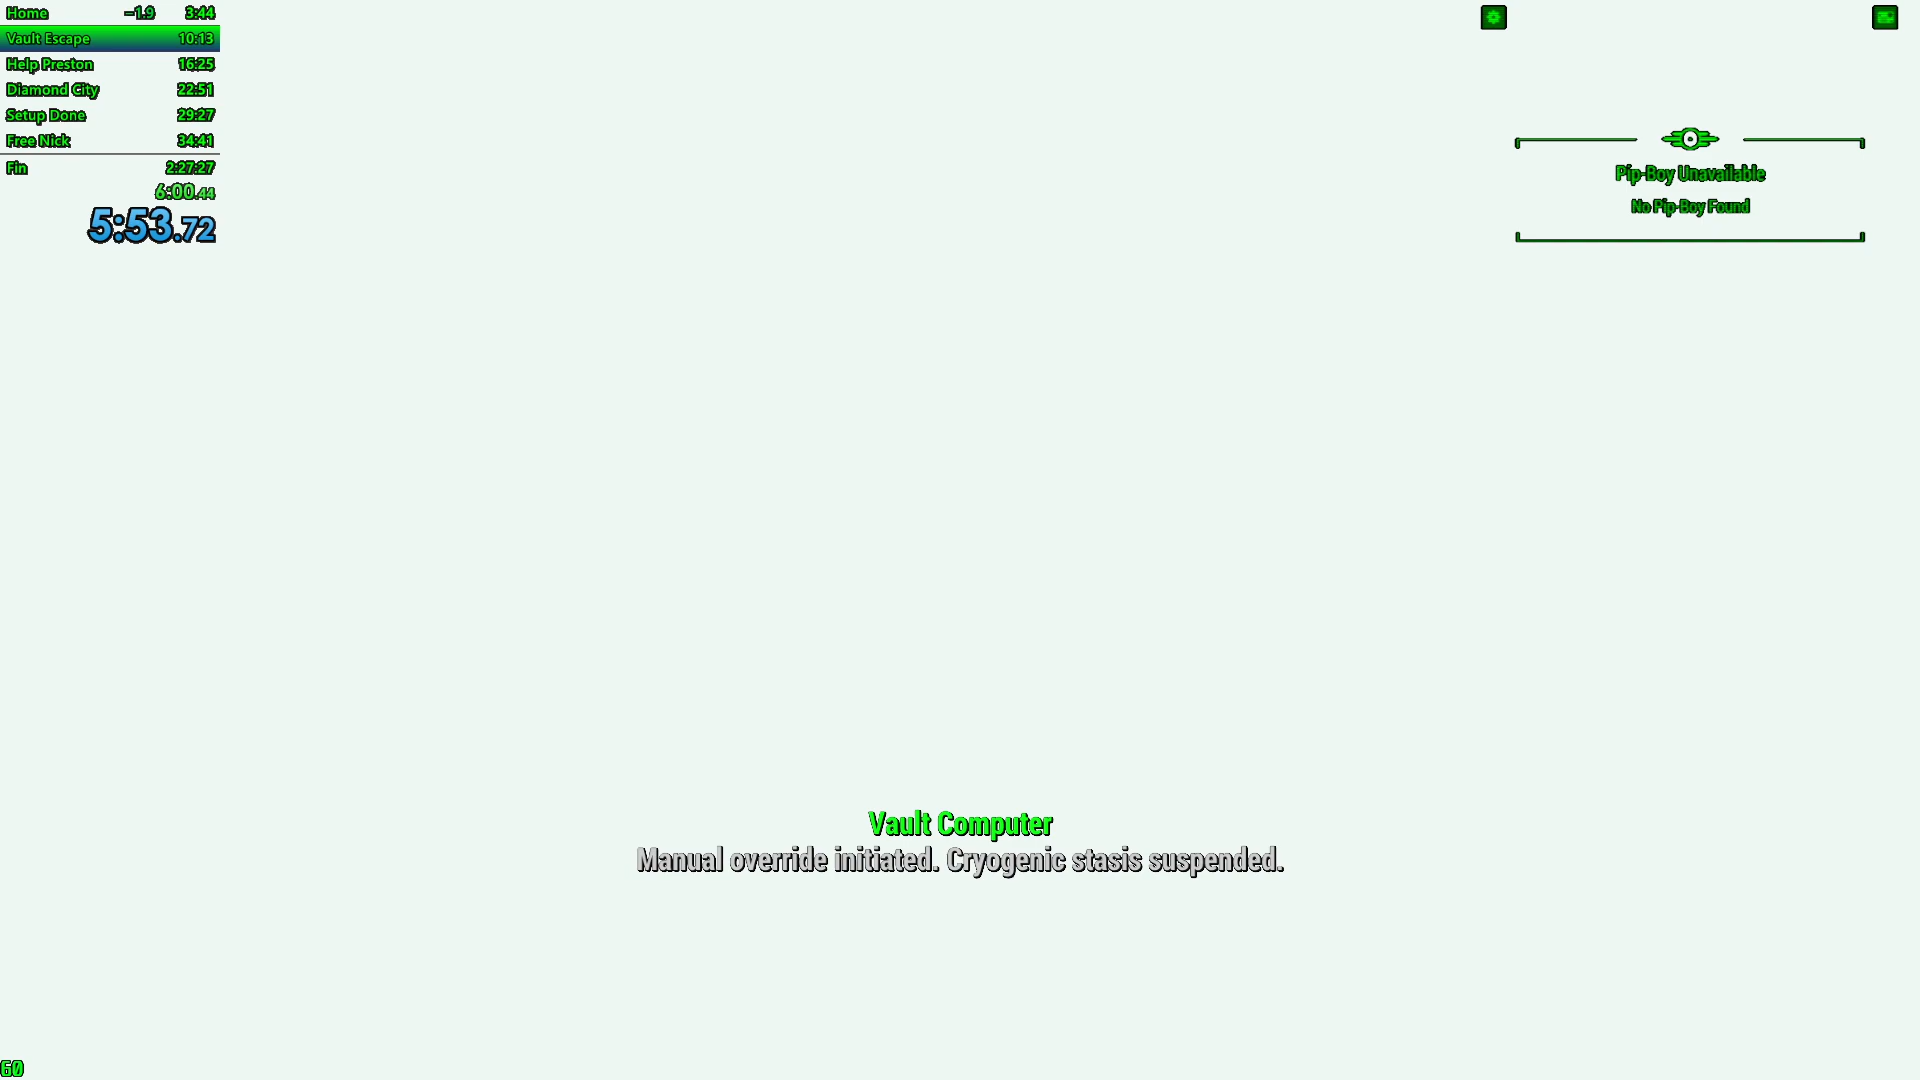 Home −1.9 3:44
Vault Escape 10:13
Help Preston 16:25
Diamond City 22:51
Setup Done 29:27
Free Nick 34:41
Fin 2:27:27
6:00.44
5:53.72
Pip-Boy Unavailable
No Pip-Boy Found
Vault Computer
Manual override initiated. Cryogenic stasis suspended.
60